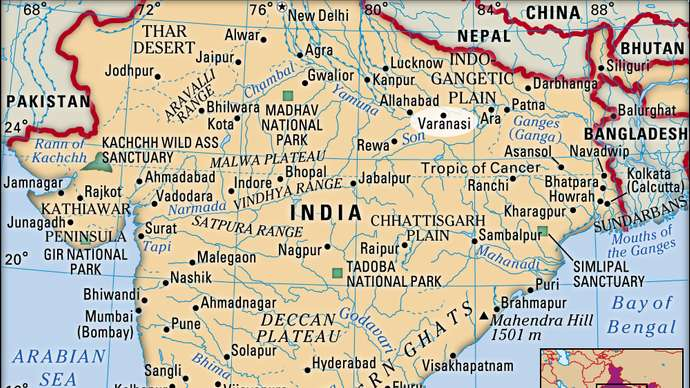 68
72
76
New Delhi
84
88
CHINA
NEPAL
BHUTAN
THAR
DESERT
Alwar
Agra
Jaipur
Lucknow
INDO-
GANGETIC
PLAIN
Siliguri
Jodhpur
Chambal
Gwalior
Kanpur
Darbhanga
PAKISTAN
ARAVALLI
RANGE
Bhilwara
Kota
MADHAV
NATIONAL
PARK
Yamuna
Allahabad
Varanasi
Ara
Patna
Balurghat
24°
Rann of
Kachchh
KACHCHH WILD ASS
SANCTUARY
MALWA PLATEAU
Rewa
Son
Ganges
(Ganga)
BANGLADESH
Asansol
Navadwip
Tropic of Cancer
Jamnagar
Rajkot
Ahmadabad
Indore
Bhopal
Jabalpur
Ranchi
Bhatpara
Kolkata
(Calcutta)
Vadodara
VINDHYA RANGE
Howrah
KATHIAWAR
PENINSULA
Narmada
INDIA
CHHATTISGARH
PLAIN
Kharagpur
SUNDARBANS
Junagadh
Surat
SATPURA RANGE
Mouths of
the Ganges
GIR NATIONAL
PARK
Tapi
Nagpur
Raipur
Sambalpur
Mahanadi
20°
Malegaon
TADOBA
NATIONAL PARK
SIMLIPAL
SANCTUARY
Nashik
Puri
Bhiwandi
Ahmadnagar
Brahmapur
Bay of
Bengal
Mumbai
(Bombay)
Pune
DECCAN
PLATEAU
Godavari
Mahendra Hill
1501 m
ERN GHATS
ARABIAN
SEA
Solapur
Bhima
Hyderabad
Visakhapatnam
Sangli
Eluru